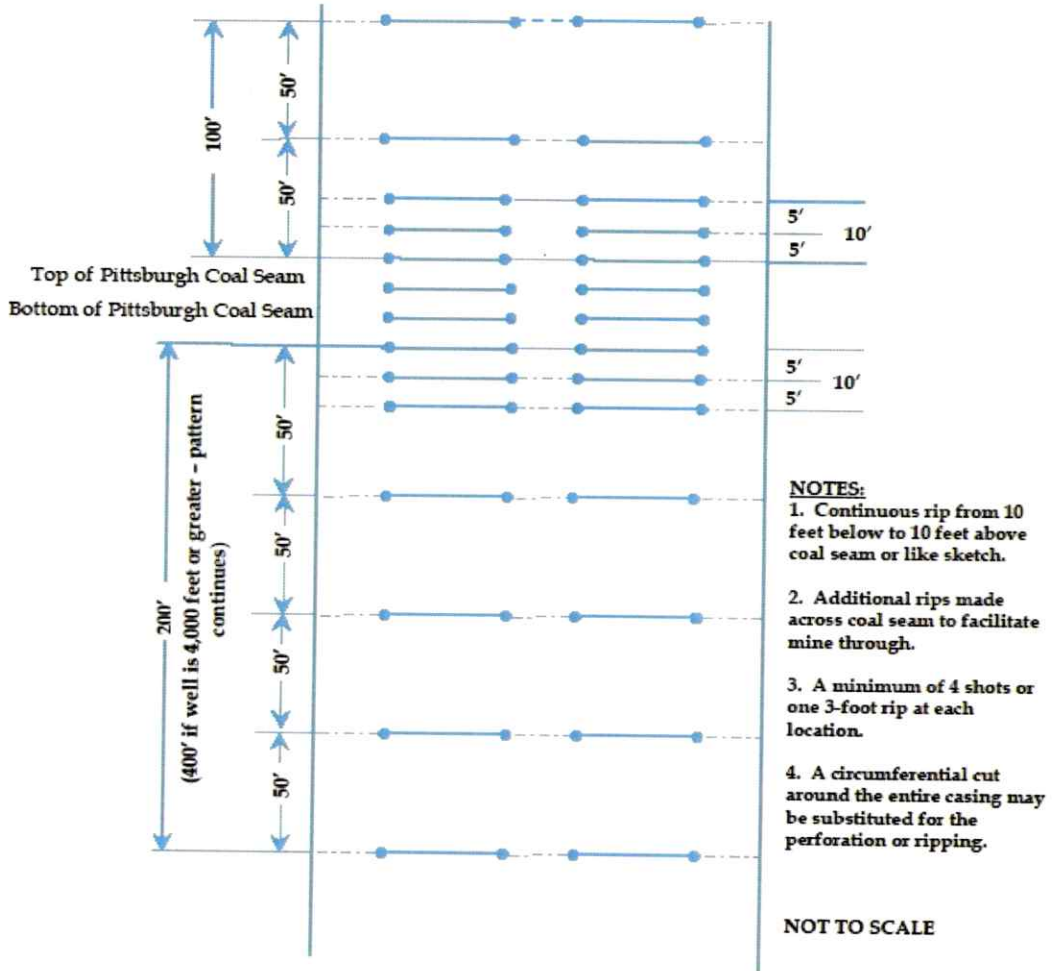 100′
50′
50′
5′
5′
10′
Top of Pittsburgh Coal Seam
Bottom of Pittsburgh Coal Seam
5′
5′
10′
200′
(400′ if well is 4,000 feet or greater – pattern
continues)
50′
50′
50′
50′
NOTES:
1. Continuous rip from 10
feet below to 10 feet above
coal seam or like sketch.
2. Additional rips made
across coal seam to facilitate
mine through.
3. A minimum of 4 shots or
one 3-foot rip at each
location.
4. A circumferential cut
around the entire casing may
be substituted for the
perforation or ripping.
NOT TO SCALE